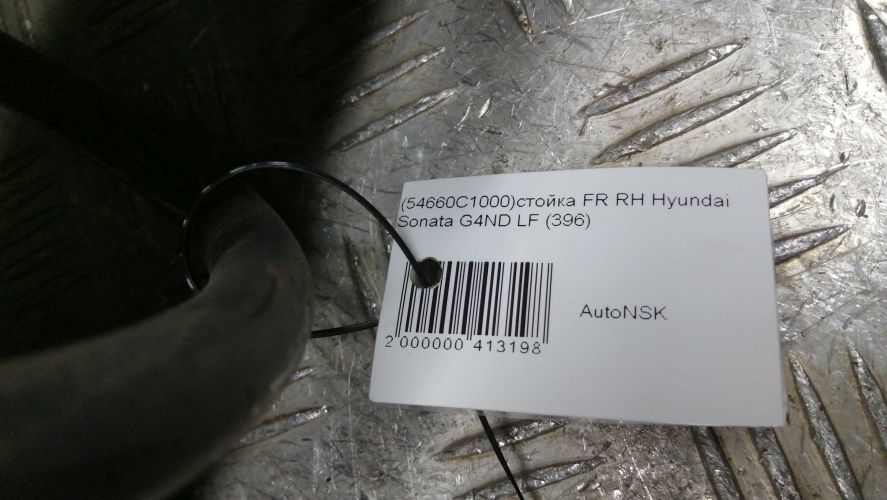 (54660C1000)стойка FR RH Hyundai
Sonata G4ND LF (396)
AutoNSK
2 000000 413198